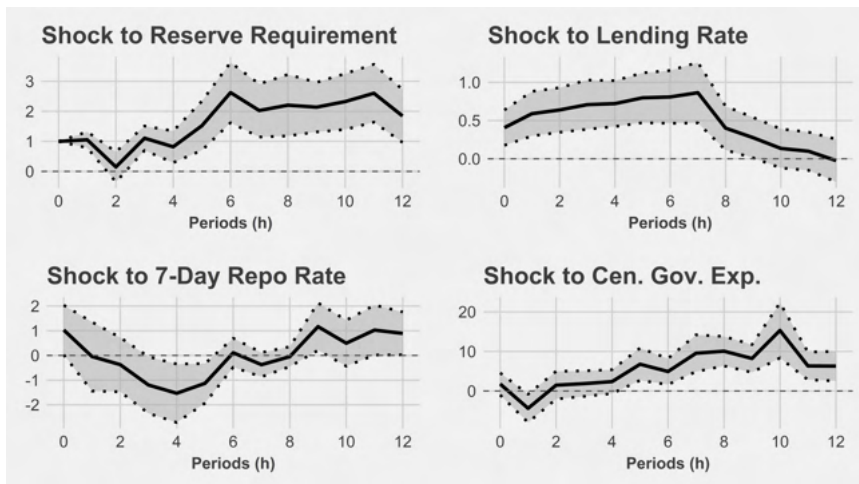 Shock to Reserve Requirement
3
2
1
0
0 2 4 6 8 10 12
Periods (h)
Shock to Lending Rate
1.0
0.5
0.0
0 2 4 6 8 10 12
Periods (h)
Shock to 7-Day Repo Rate
2
1
0
-1
-2
0 2 4 6 8 10 12
Periods (h)
Shock to Cen. Gov. Exp.
20
10
0
0 2 4 6 8 10 12
Periods (h)